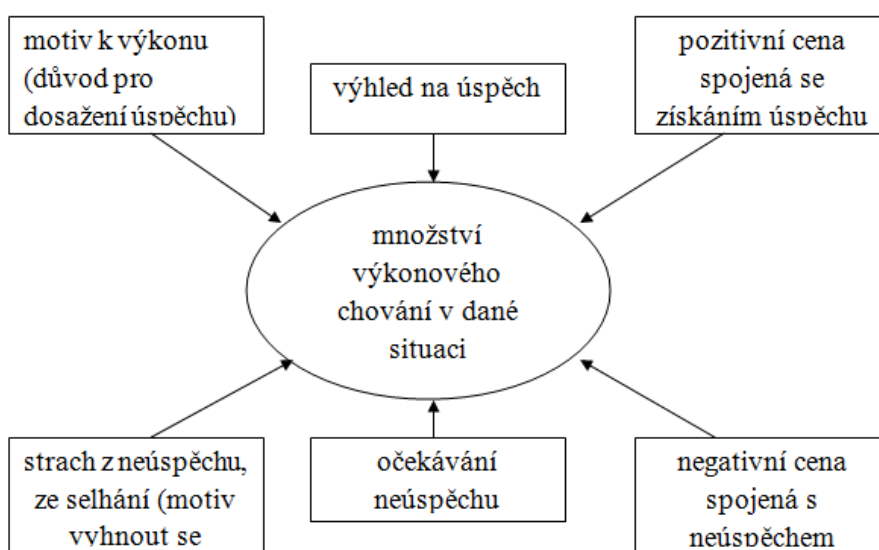 motiv k výkonu
(důvod pro
dosažení úspěchu)
výhled na úspěch
pozitivní cena
spojená se
získáním úspěchu
množství
výkonového
chování v dané
situaci
strach z neúspěchu,
ze selhání (motiv
vyhnout se
očekávání
neúspěchu
negativní cena
spojená s
neúspěchem